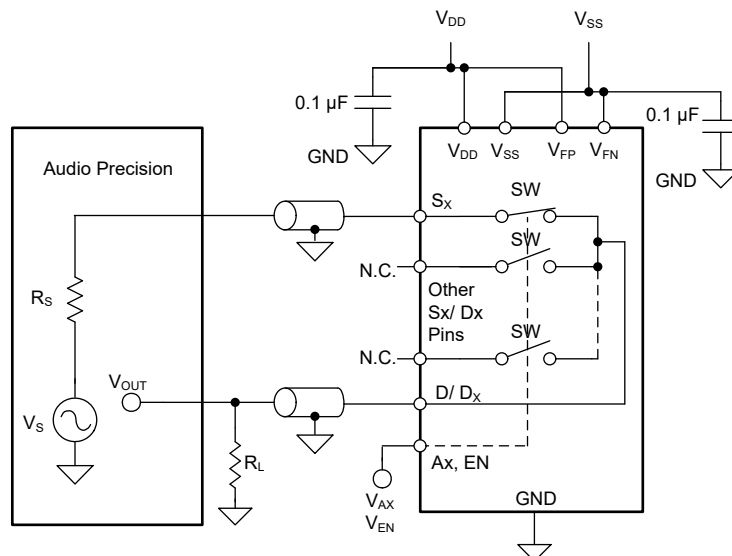 V_DD
V_SS
0.1 µF
0.1 µF
GND
V_DD
V_SS
V_FP
V_FN
GND
Audio Precision
S_X
SW
SW
N.C.
Other
Sx/ Dx
Pins
R_S
SW
N.C.
V_OUT
D/ D_X
V_S
R_L
Ax, EN
V_AX
V_EN
GND